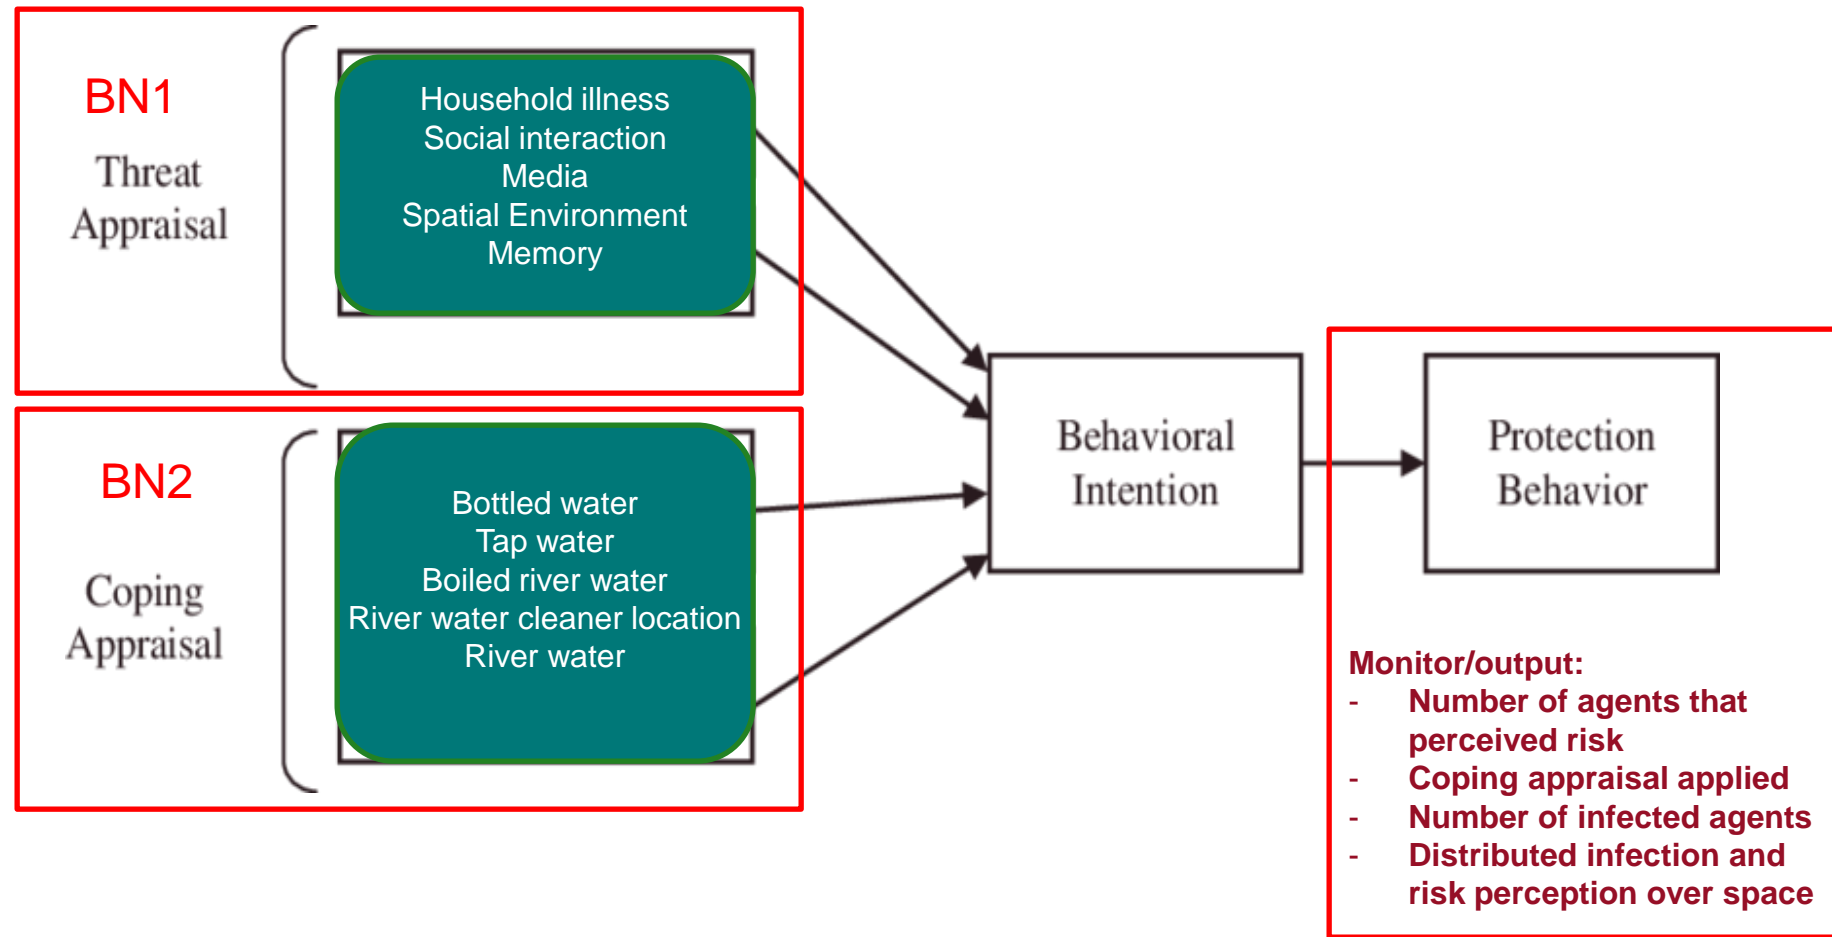 BN1
Threat
Appraisal
Household illness
Social interaction
Media
Spatial Environment
Memory
BN2
Coping
Appraisal
Bottled water
Tap water
Boiled river water
River water cleaner location
River water
Behavioral
Intention
Protection
Behavior
Monitor/output:
- Number of agents that
perceived risk
- Coping appraisal applied
- Number of infected agents
- Distributed infection and
risk perception over space